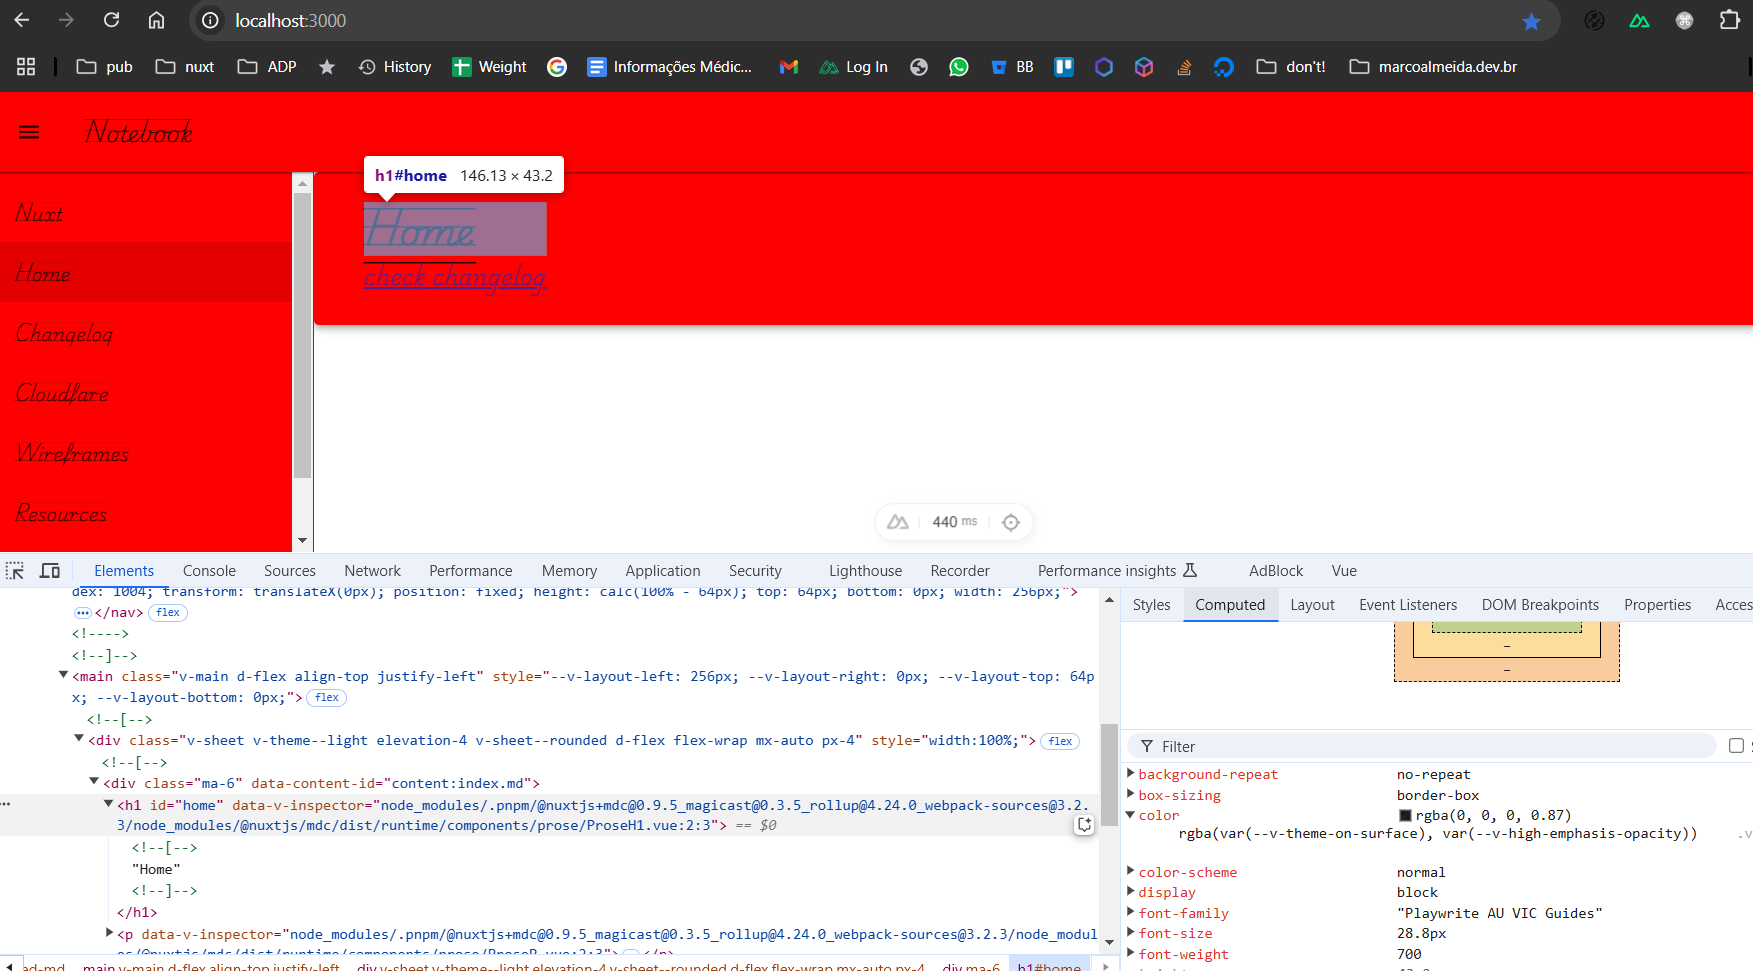 localhost:3000
pub nuxt ADP History Weight Informações Médic... Log In BB don't! marcoalmeida.dev.br
Notebook
h1#home 146.13 × 43.2
Nuxt
Home
Home
check changelog
Changelog
Cloudfare
Wireframes
Resources
440 ms
Elements Console Sources Network Performance Memory Application Security Lighthouse Recorder Performance insights AdBlock Vue
dex: 1004; transform: translateX(0px); position: fixed; height: calc(100% - 64px); top: 64px; bottom: 0px; width: 256px;">
</nav> flex
<!---->
<!--]-->
<main class="v-main d-flex align-top justify-left" style="--v-layout-left: 256px; --v-layout-right: 0px; --v-layout-top: 64p
x; --v-layout-bottom: 0px;"> flex
<!--[-->
<div class="v-sheet v-theme--light elevation-4 v-sheet--rounded d-flex flex-wrap mx-auto px-4" style="width:100%;"> flex
<!--[-->
<div class="ma-6" data-content-id="content:index.md">
<h1 id="home" data-v-inspector="node_modules/.pnpm/@nuxtjs+mdc@0.9.5_magicast@0.3.5_rollup@4.24.0_webpack-sources@3.2.
3/node_modules/@nuxtjs/mdc/dist/runtime/components/prose/ProseH1.vue:2:3"> == $0
<!--[-->
"Home"
<!--]-->
</h1>
<p data-v-inspector="node_modules/.pnpm/@nuxtjs+mdc@0.9.5_magicast@0.3.5_rollup@4.24.0_webpack-sources@3.2.3/node_modul
main.v-main.d-flex.align-top.justify-left div.v-sheet.v-theme--light.elevation-4.v-sheet--rounded.d-flex.flex-wrap.mx-auto.px-4 div.ma-6 h1#home
Styles Computed Layout Event Listeners DOM Breakpoints Properties Acces
Filter
background-repeat no-repeat
box-sizing border-box
color rgba(0, 0, 0, 0.87)
rgba(var(--v-theme-on-surface), var(--v-high-emphasis-opacity)) .v
color-scheme normal
display block
font-family "Playwrite AU VIC Guides"
font-size 28.8px
font-weight 700